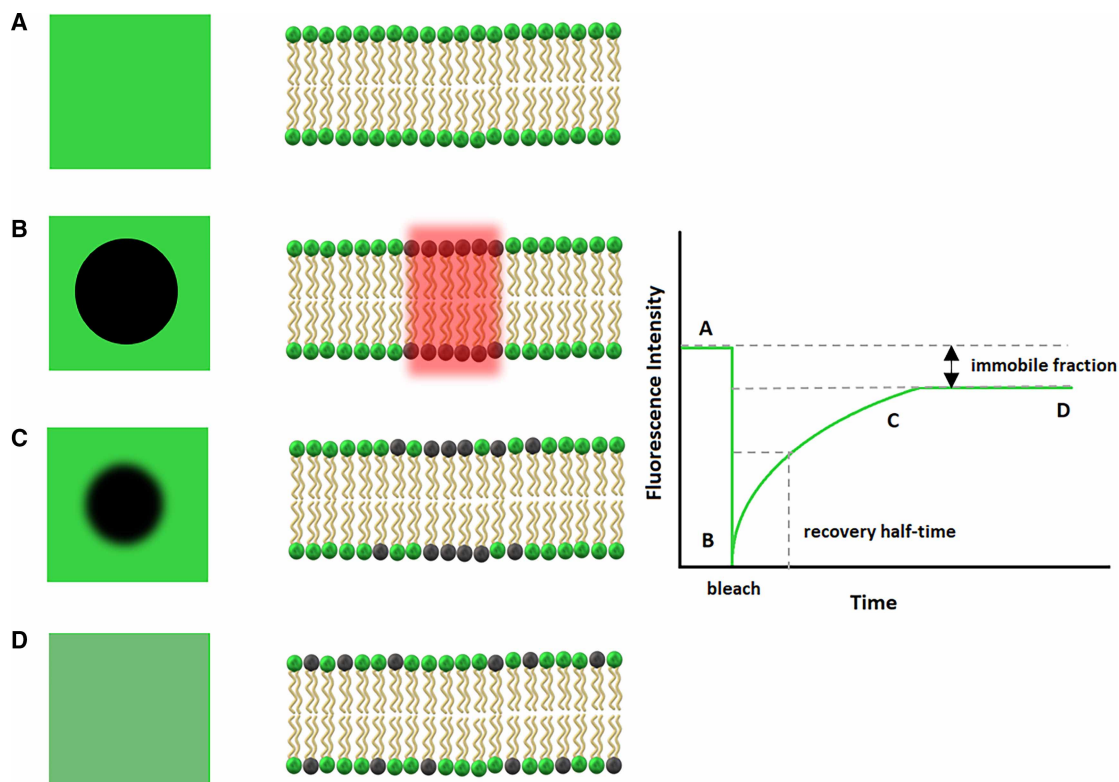 A
B
C
D
Fluorescence Intensity
A
immobile fraction
C
D
recovery half-time
B
bleach
Time